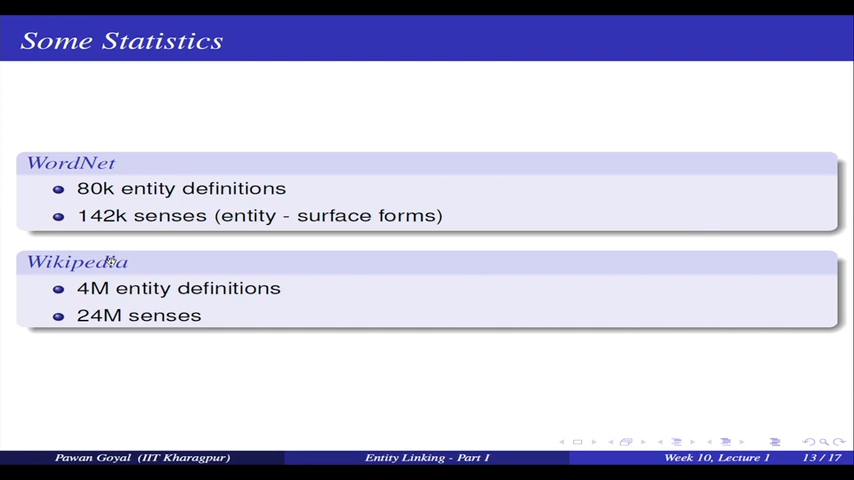 Some Statistics
WordNet
80k entity definitions
142k senses (entity - surface forms)
Wikipedia
4M entity definitions
24M senses
Pawan Goyal (IIT Kharagpur) Entity Linking - Part I Week 10, Lecture 1 13 / 17